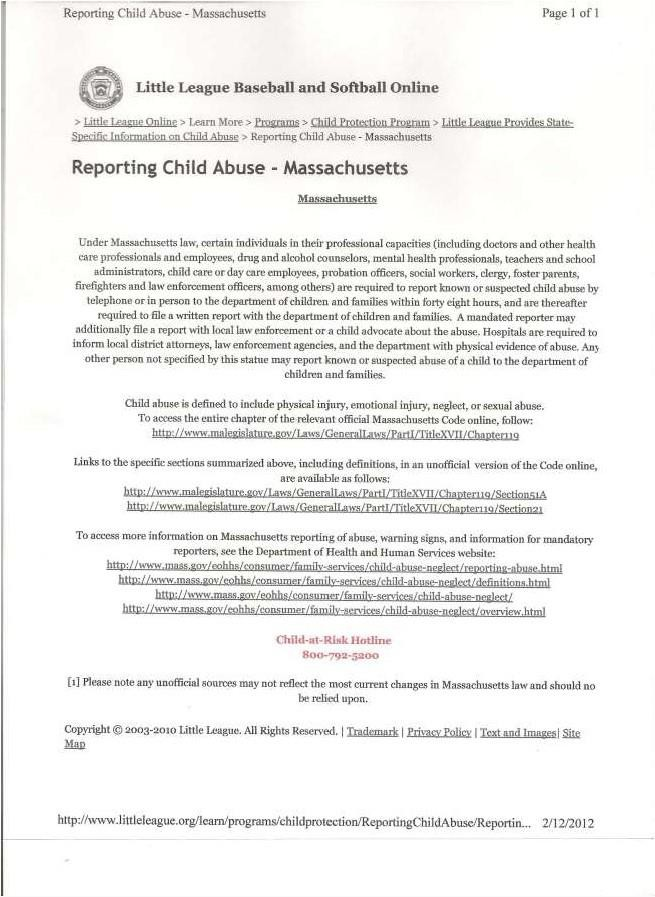 Reporting Child Abuse - Massachusetts Page 1 of 1
Little League Baseball and Softball Online
> Little League Online > Learn More > Programs > Child Protection Program > Little League Provides State-
Specific Information on Child Abuse > Reporting Child Abuse - Massachusetts
Reporting Child Abuse - Massachusetts
Massachusetts
Under Massachusetts law, certain individuals in their professional capacities (including doctors and other health
care professionals and employees, drug and alcohol counselors, mental health professionals, teachers and school
administrators, child care or day care employees, probation officers, social workers, clergy, foster parents,
firefighters and law enforcement officers, among others) are required to report known or suspected child abuse by
telephone or in person to the department of children and families within forty eight hours, and are thereafter
required to file a written report with the department of children and families. A mandated reporter may
additionally file a report with local law enforcement or a child advocate about the abuse. Hospitals are required to
inform local district attorneys, law enforcement agencies, and the department with physical evidence of abuse. Any
other person not specified by this statue may report known or suspected abuse of a child to the department of
children and families.
Child abuse is defined to include physical injury, emotional injury, neglect, or sexual abuse.
To access the entire chapter of the relevant official Massachusetts Code online, follow:
http://www.malegislature.gov/Laws/GeneralLaws/PartI/TitleXVII/Chapter119
Links to the specific sections summarized above, including definitions, in an unofficial version of the Code online,
are available as follows:
http://www.malegislature.gov/Laws/GeneralLaws/PartI/TitleXVII/Chapter119/Section51A
http://www.malegislature.gov/Laws/GeneralLaws/PartI/TitleXVII/Chapter119/Section21
To access more information on Massachusetts reporting of abuse, warning signs, and information for mandatory
reporters, see the Department of Health and Human Services website:
http://www.mass.gov/eohhs/consumer/family-services/child-abuse-neglect/reporting-abuse.html
http://www.mass.gov/eohhs/consumer/family-services/child-abuse-neglect/definitions.html
http://www.mass.gov/eohhs/consumer/family-services/child-abuse-neglect/
http://www.mass.gov/eohhs/consumer/family-services/child-abuse-neglect/overview.html
Child-at-Risk Hotline
800-792-5200
[1] Please note any unofficial sources may not reflect the most current changes in Massachusetts law and should no
be relied upon.
Copyright © 2003-2010 Little League. All Rights Reserved. | Trademark | Privacy Policy | Text and Images| Site
Map
http://www.littleleague.org/learn/programs/childprotection/ReportingChildAbuse/Reportin... 2/12/2012